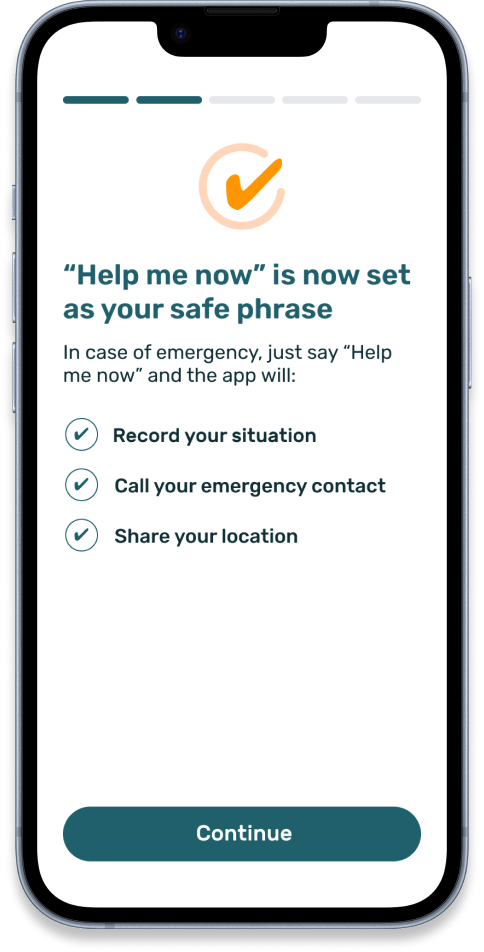 “Help me now” is now set
as your safe phrase
In case of emergency, just say “Help
me now” and the app will:
Record your situation
Call your emergency contact
Share your location
Continue